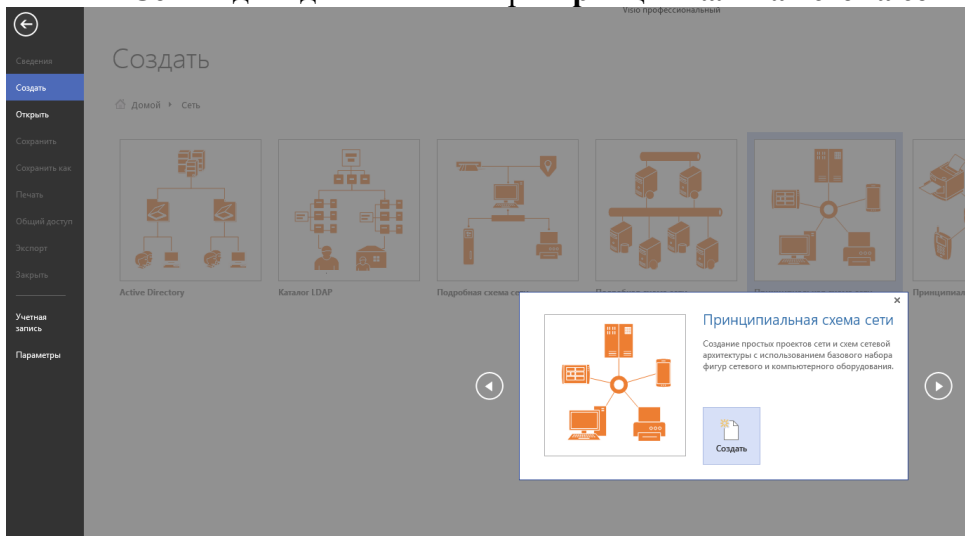 Visio профессиональный
Сведения
Создать
Открыть
Сохранить
Сохранить как
Печать
Общий доступ
Экспорт
Закрыть
Учетная
запись
Параметры
Создать
Домой Сеть
Active Directory
Каталог LDAP
Подробная схема сети
Принципиальная схема сети
Создание простых проектов сети и схем сетевой
архитектуры с использованием базового набора
фигур сетевого и компьютерного оборудования.
Создать